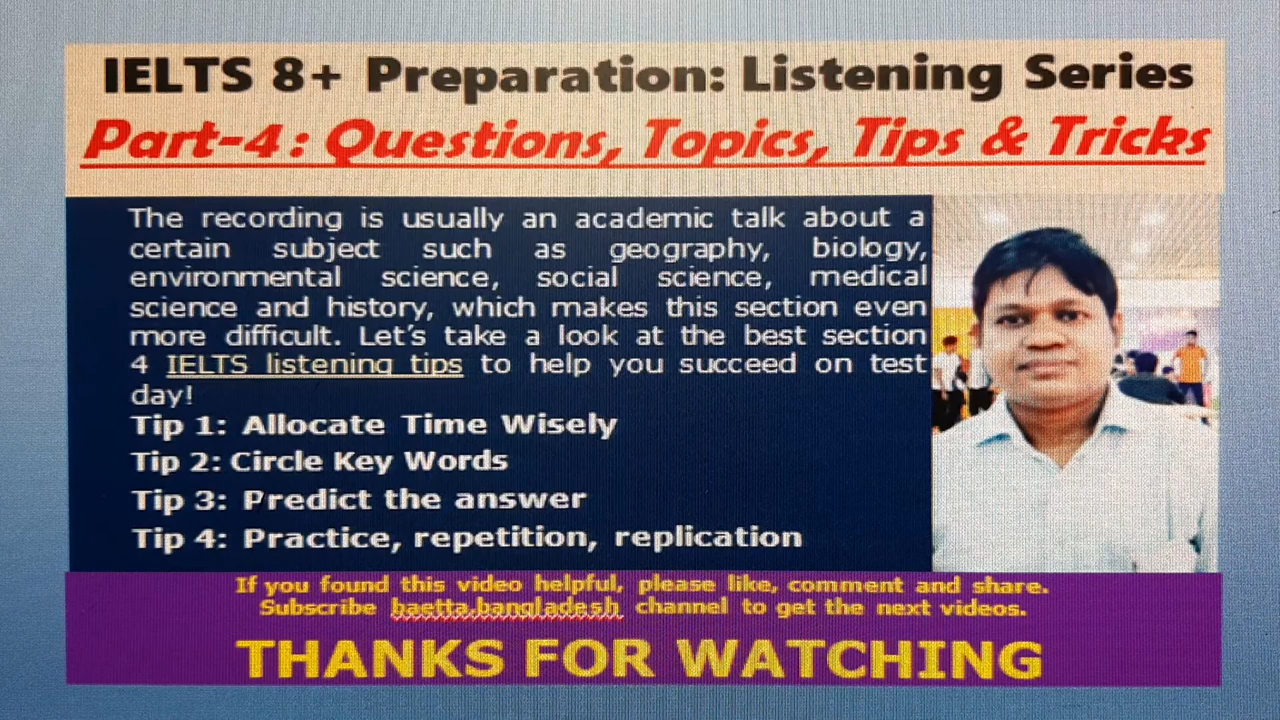 IELTS 8+ Preparation: Listening Series
Part-4: Questions, Topics, Tips & Tricks
The recording is usually an academic talk about a
certain subject such as geography, biology,
environmental science, social science, medical
science and history, which makes this section even
more difficult. Let’s take a look at the best section
4 IELTS listening tips to help you succeed on test
day!
Tip 1: Allocate Time Wisely
Tip 2: Circle Key Words
Tip 3: Predict the answer
Tip 4: Practice, repetition, replication
If you found this video helpful, please like, comment and share.
Subscribe baetta,bangladesh channel to get the next videos.
THANKS FOR WATCHING